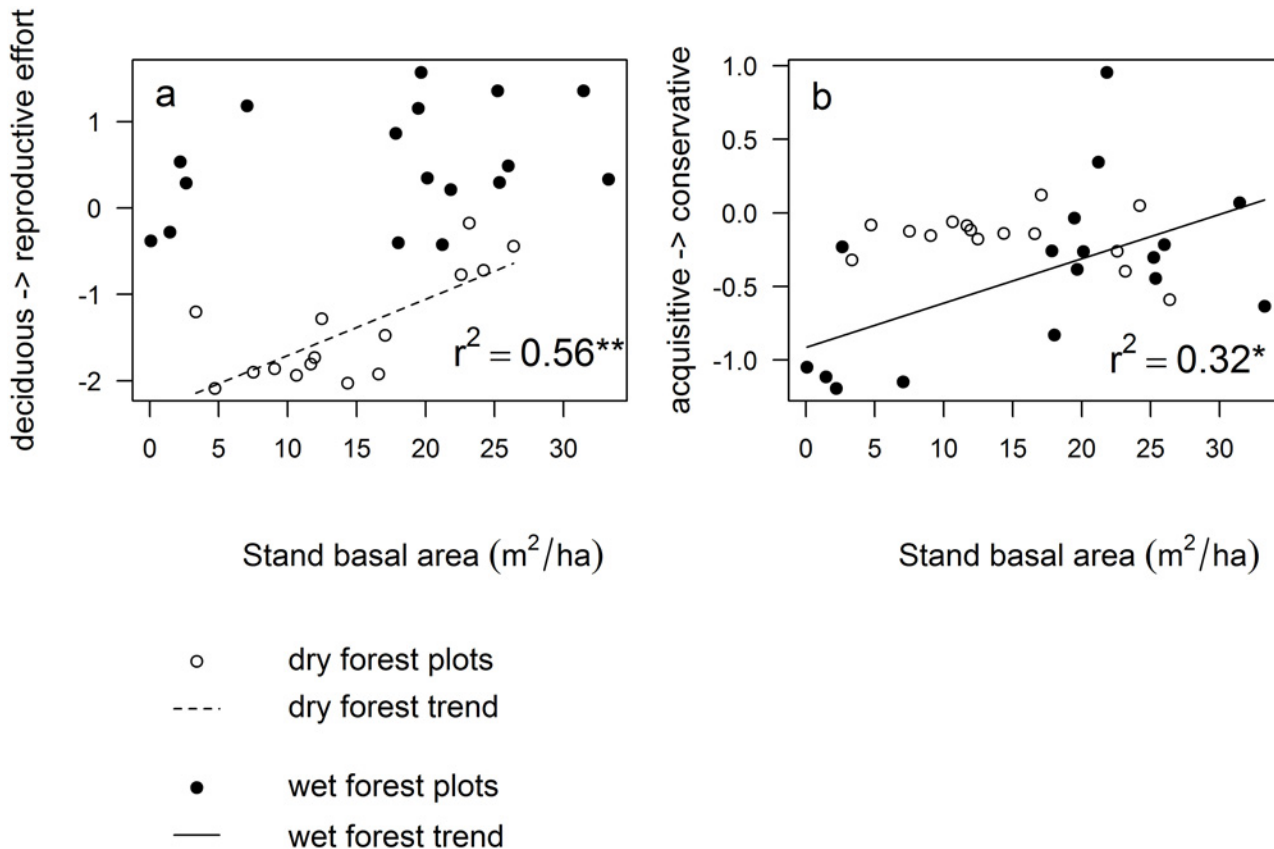 deciduous -> reproductive effort
a
1
0
-1
-2
r² = 0.56**
0 5 10 15 20 25 30
Stand basal area (m²/ha)
acquisitive -> conservative
b
1.0
0.5
0.0
-0.5
-1.0
r² = 0.32*
0 5 10 15 20 25 30
Stand basal area (m²/ha)
dry forest plots
dry forest trend
wet forest plots
wet forest trend